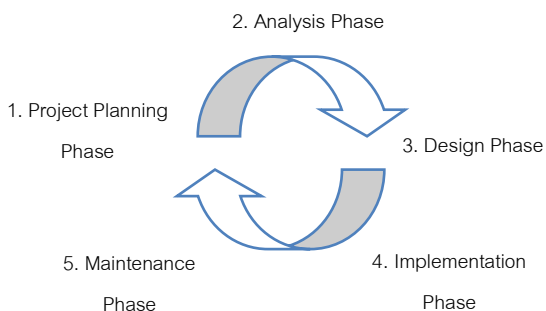 2. Analysis Phase
1. Project Planning
Phase
3. Design Phase
5. Maintenance
Phase
4. Implementation
Phase